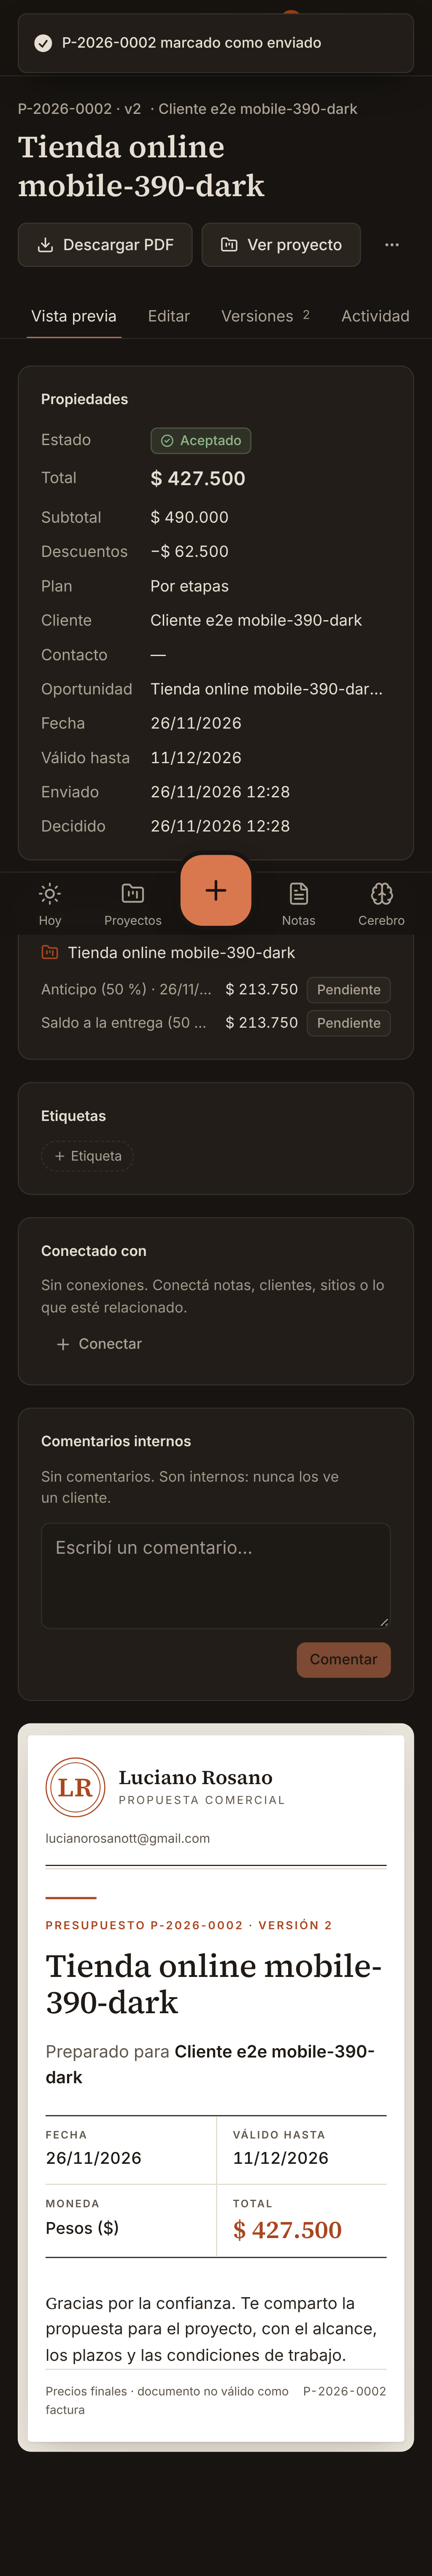 P-2026-0002 marcado como enviado
P-2026-0002 · v2 · Cliente e2e mobile-390-dark
Tienda online
mobile-390-dark
Descargar PDF
Ver proyecto
Vista previa
Editar
Versiones 2
Actividad
Propiedades
Estado Aceptado
Total $ 427.500
Subtotal $ 490.000
Descuentos −$ 62.500
Plan Por etapas
Cliente Cliente e2e mobile-390-dark
Contacto —
Oportunidad Tienda online mobile-390-dar...
Fecha 26/11/2026
Válido hasta 11/12/2026
Enviado 26/11/2026 12:28
Decidido 26/11/2026 12:28
Hoy
Proyectos
Notas
Cerebro
Tienda online mobile-390-dark
Anticipo (50 %) · 26/11/... $ 213.750 Pendiente
Saldo a la entrega (50 ... $ 213.750 Pendiente
Etiquetas
+ Etiqueta
Conectado con
Sin conexiones. Conectá notas, clientes, sitios o lo
que esté relacionado.
+ Conectar
Comentarios internos
Sin comentarios. Son internos: nunca los ve
un cliente.
Escribí un comentario...
Comentar
LR
Luciano Rosano
PROPUESTA COMERCIAL
lucianorosanott@gmail.com
PRESUPUESTO P-2026-0002 · VERSIÓN 2
Tienda online mobile-
390-dark
Preparado para Cliente e2e mobile-390-
dark
FECHA
26/11/2026
VÁLIDO HASTA
11/12/2026
MONEDA
Pesos ($)
TOTAL
$ 427.500
Gracias por la confianza. Te comparto la
propuesta para el proyecto, con el alcance,
los plazos y las condiciones de trabajo.
Precios finales · documento no válido como
factura
P-2026-0002